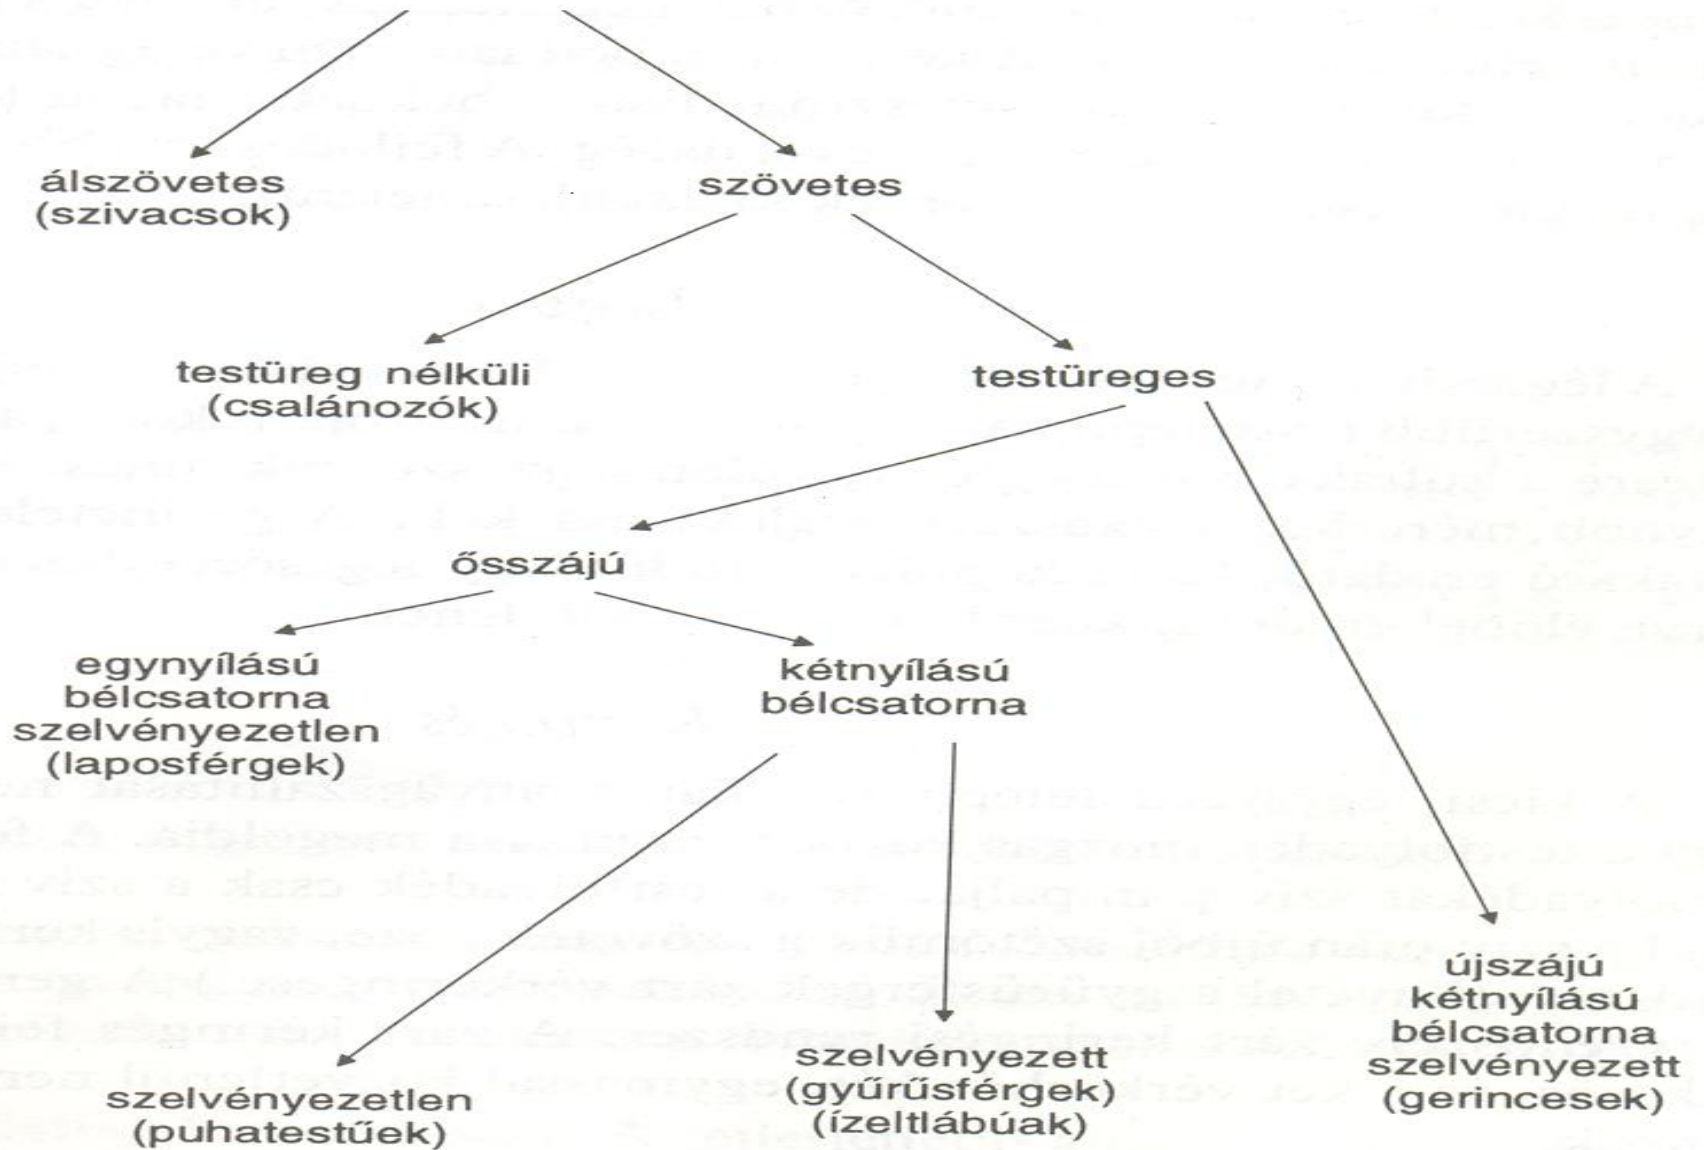 álszövetes
(szivacsok)
szövetes
testüreg nélküli
(csalánozók)
testüreges
ősszájú
egynyílású
bélcsatorna
szelvényezetlen
(laposférgek)
kétnyílású
bélcsatorna
szelvényezetlen
(puhatestűek)
szelvényezett
(gyűrűsférgek)
(ízeltlábúak)
újszájú
kétnyílású
bélcsatorna
szelvényezett
(gerincesek)